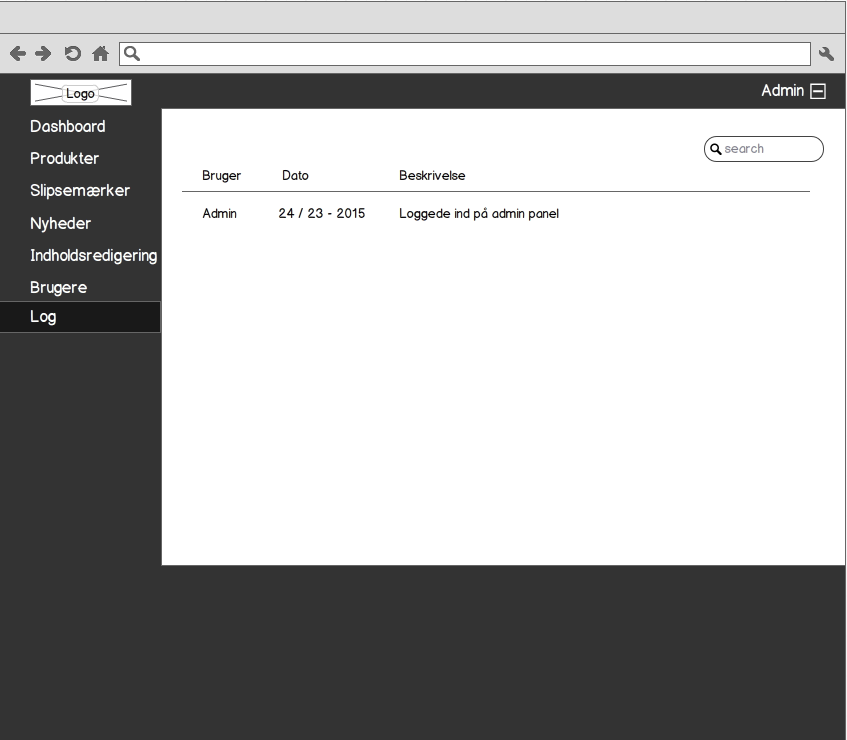 Logo
Admin
Dashboard
Produkter
Slipsemærker
Nyheder
Indholdsredigering
Brugere
Log
search
Bruger Dato Beskrivelse
Admin 24 / 23 - 2015 Loggede ind på admin panel